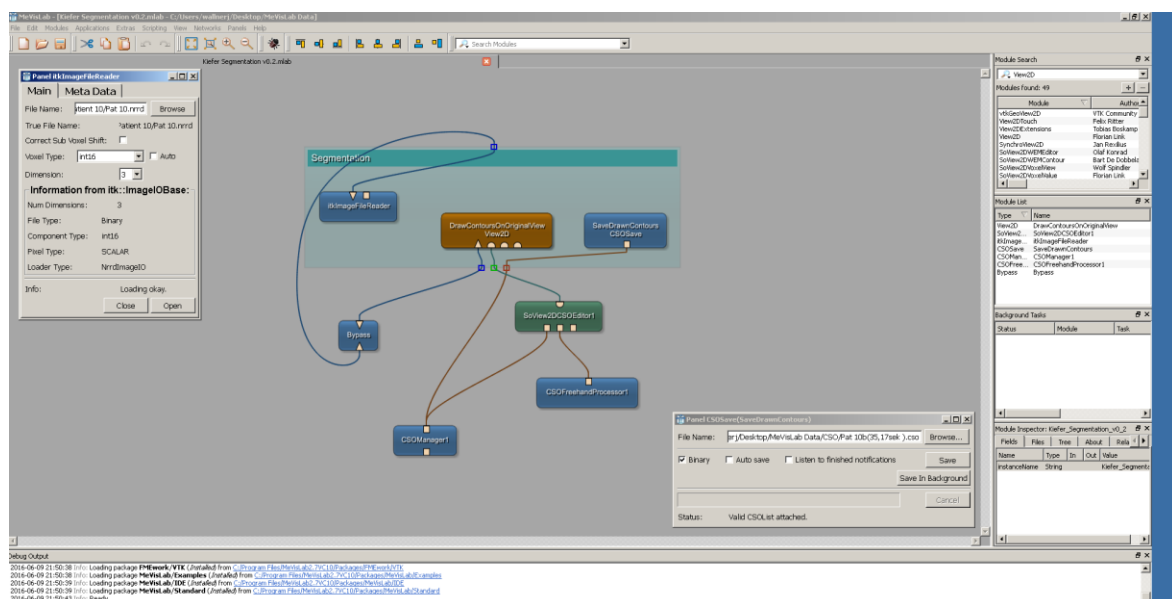 MeVisLab - [Kiefer Segmentation v0.2.mlab - C:/Users/wallnerj/Desktop/MeVisLab Data]
File Edit Modules Applications Extras Scripting View Networks Panels Help
Search Modules
Kiefer Segmentation v0.2.mlab
Panel itkImageFileReader
Main Meta Data
File Name: atient 10/Pat 10.nrrd Browse
True File Name: 'atient 10/Pat 10.nrrd
Correct Sub Voxel Shift:
Voxel Type: int16 Auto
Dimension: 3
Information from itk::ImageIOBase:
Num Dimensions: 3
File Type: Binary
Component Type: int16
Pixel Type: SCALAR
Loader Type: NrrdImageIO
Info: Loading okay.
Close Open
Segmentation
itkImageFileReader
DrawContoursOnOriginalView
View2D
SaveDrawnContours
CSOSave
SoView2DCSOEditor1
Bypass
CSOFreehandProcessor1
CSOManager1
Panel CSOSave(SaveDrawnContours)
File Name: erj/Desktop/MeVisLab Data/CSO/Pat 10b(35,17sek ).cso Browse...
Binary Auto save Listen to finished notifications Save
Save In Background
Cancel
Status: Valid CSOList attached.
Module Search
View2D
Modules found: 49
Module Author
vtkGeoView2D VTK Community
View2DTouch Felix Ritter
View2DExtensions Tobias Boskamp
View2D Florian Link
SynchroView2D Jan Rexilius
SoView2DWEMEditor Olaf Konrad
SoView2DWEMContour Bart De Dobbela
SoView2DVoxelView Wolf Spindler
SoView2DVoxelValue Florian Link
Module List
Type Name
View2D DrawContoursOnOriginalView
SoView2... SoView2DCSOEditor1
itkImage... itkImageFileReader
CSOSave SaveDrawnContours
CSOMan... CSOManager1
CSOFree... CSOFreehandProcessor1
Bypass Bypass
Background Tasks
Status Module Task
Module Inspector: Kiefer_Segmentation_v0_2
Fields Files Tree About Rela
Name Type In Out Value
instanceName String Kiefer_Segmenta
Debug Output
2016-06-09 21:50:38 Info: Loading package FMEwork/VTK (Installed) from C:/Program Files/MeVisLab2.7VC10/Packages/FMEwork/VTK
2016-06-09 21:50:38 Info: Loading package MeVisLab/Examples (Installed) from C:/Program Files/MeVisLab2.7VC10/Packages/MeVisLab/Examples
2016-06-09 21:50:39 Info: Loading package MeVisLab/IDE (Installed) from C:/Program Files/MeVisLab2.7VC10/Packages/MeVisLab/IDE
2016-06-09 21:50:39 Info: Loading package MeVisLab/Standard (Installed) from C:/Program Files/MeVisLab2.7VC10/Packages/MeVisLab/Standard
2016-06-09 21:50:43 Info: Ready.